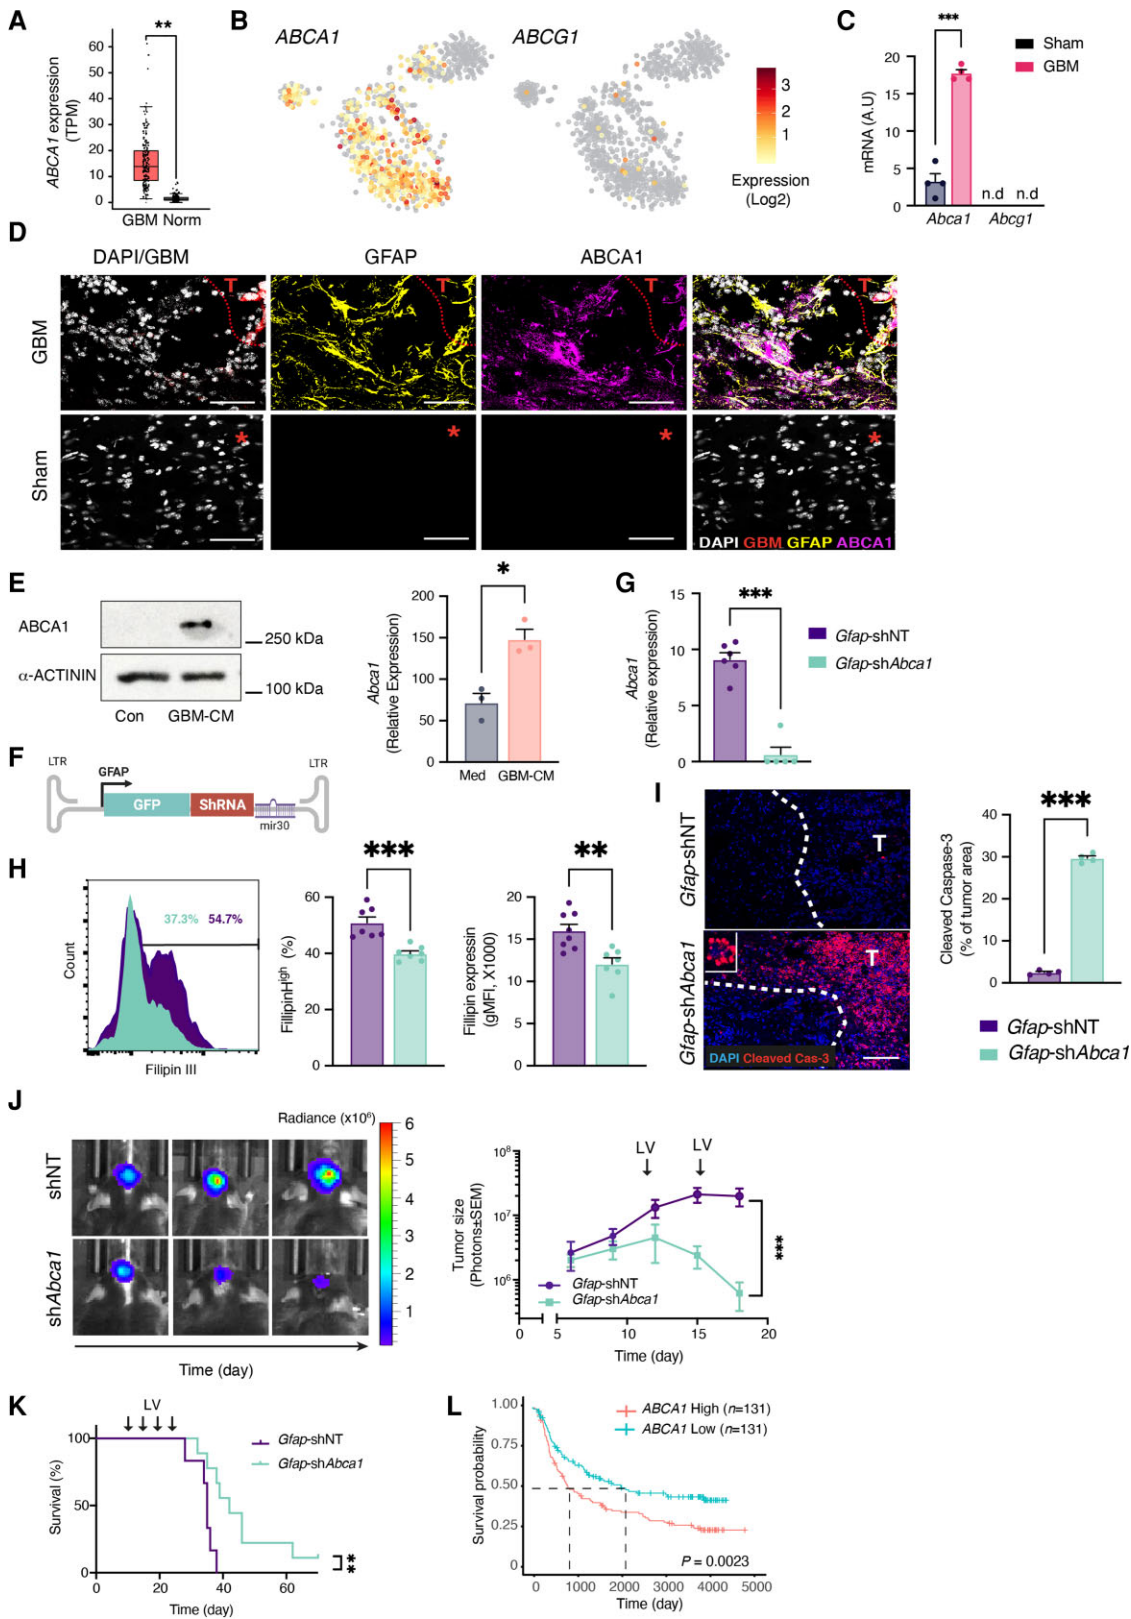 A
**
ABCA1 expression
(TPM)
60
50
40
30
20
10
0
GBM Norm
B
ABCA1
ABCG1
3
2
1
Expression
(Log2)
C
***
Sham
GBM
mRNA (A.U)
20
15
10
5
0
n.d n.d
Abca1 Abcg1
D
DAPI/GBM GFAP ABCA1
GBM
T
T
T
T
Sham
*
*
*
*
DAPI GBM GFAP ABCA1
E
ABCA1
250 kDa
α-ACTININ
100 kDa
Con GBM-CM
*
Abca1
(Relative Expression)
200
150
100
50
0
Med GBM-CM
G
***
Abca1
(Relative expression)
15
10
5
0
Gfap-shNT
Gfap-shAbca1
F
LTR
LTR
GFAP
GFP
ShRNA
mir30
H
37.3% 54.7%
Count
Filipin III
***
FillipinHigh (%)
60
40
20
0
**
Fillipin expressin
(gMFI, X1000)
20
15
10
5
0
I
Gfap-shNT
T
Gfap-shAbca1
T
DAPI Cleaved Cas-3
***
Cleaved Caspase-3
(% of tumor area)
40
30
20
10
0
Gfap-shNT
Gfap-shAbca1
J
Radiance (x10⁶)
6
5
4
3
2
1
shNT
shAbca1
Time (day)
LV
LV
Tumor size
(Photons±SEM)
10⁸
10⁷
10⁶
***
Gfap-shNT
Gfap-shAbca1
0 5 10 15 20
Time (day)
K
LV
Survival (%)
100
50
0
Gfap-shNT
Gfap-shAbca1
**
0 20 40 60
Time (day)
L
Survival probability
1.00
0.75
0.50
0.25
0
ABCA1 High (n=131)
ABCA1 Low (n=131)
P = 0.0023
0 1000 2000 3000 4000 5000
Time (day)